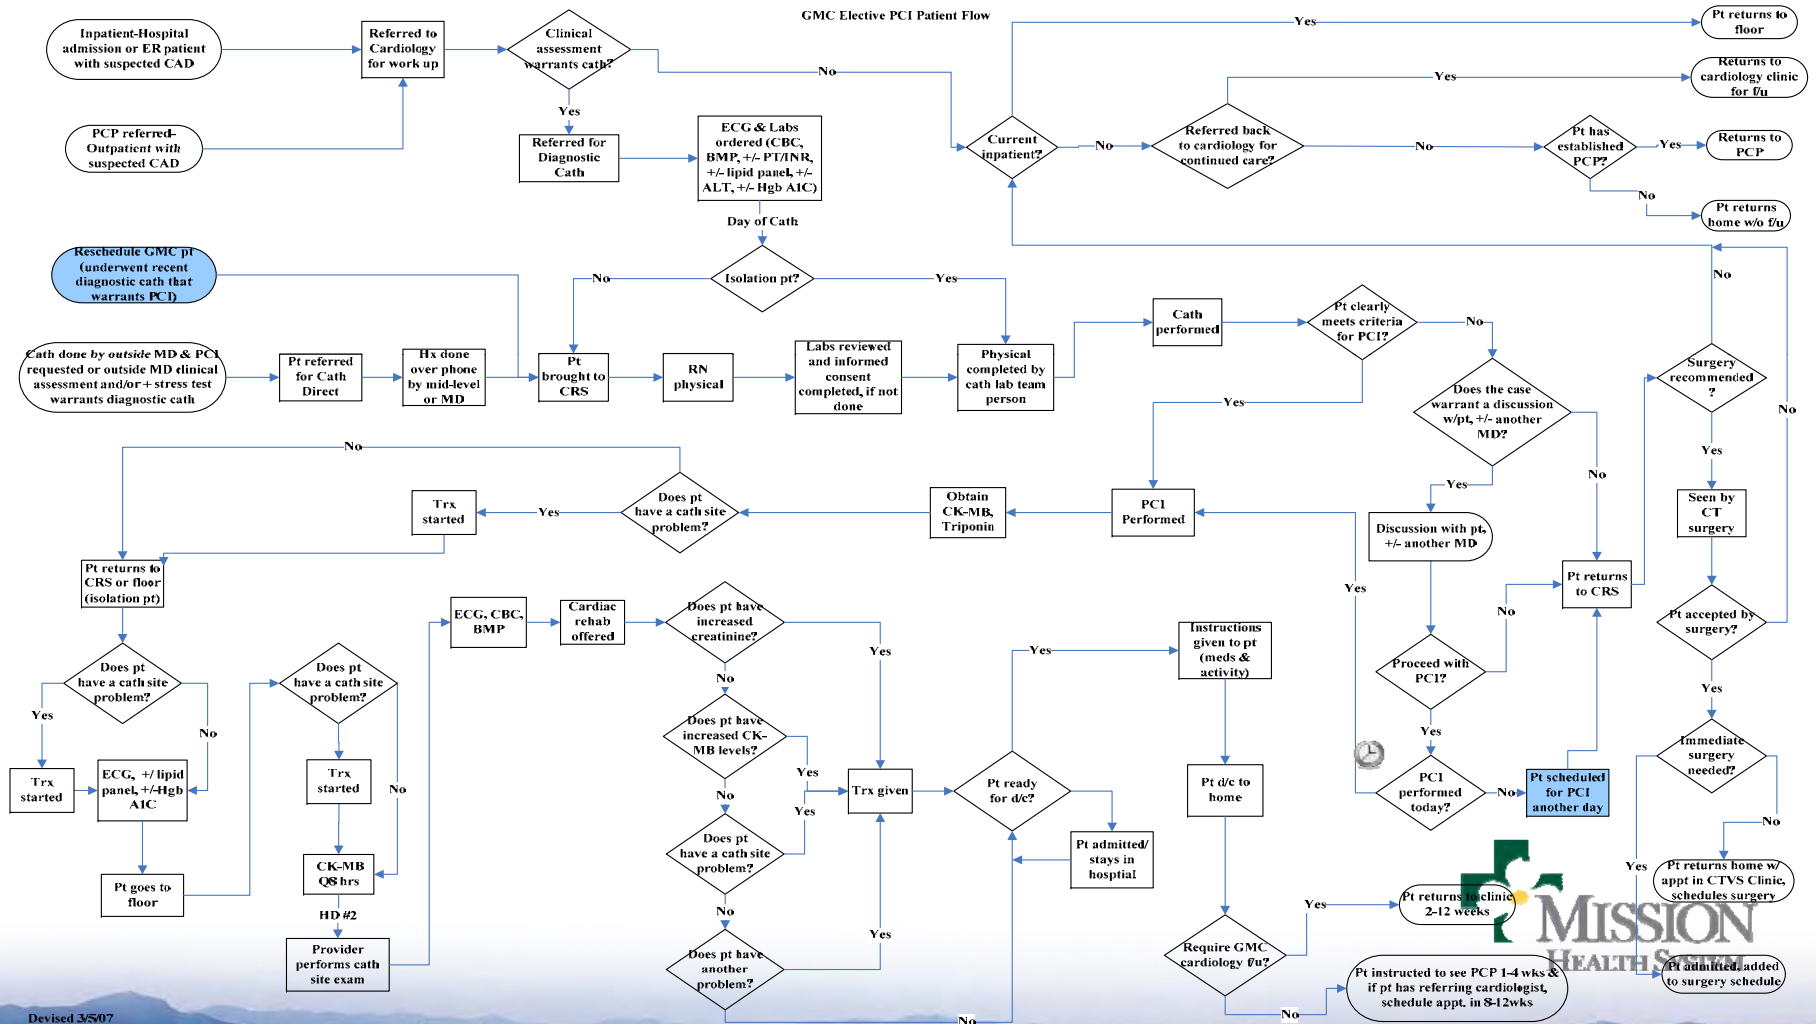 GMC Elective PCI Patient Flow
Inpatient-Hospital
admission or ER patient
with suspected CAD
Referred to
Cardiology
for work up
Clinical
assessment
warrants cath?
Yes
No
Yes
Pt returns to
floor
Returns to
cardiology clinic
for f/u
Yes
PCP referred-
Outpatient with
suspected CAD
Referred for
Diagnostic
Cath
ECG & Labs
ordered (CBC,
BMP, +/- PT/INR,
+/- lipid panel, +/-
ALT, +/- Hgb A1C)
Current
inpatient?
No
Referred back
to cardiology for
continued care?
No
Pt has
established
PCP?
Yes
Returns to
PCP
No
Pt returns
home w/o f/u
Day of Cath
Isolation pt?
No
Yes
Reschedule GMC pt
(underwent recent
diagnostic cath that
warrants PCI)
Cath done by outside MD & PCI
requested or outside MD clinical
assessment and/or + stress test
warrants diagnostic cath
Pt referred
for Cath
Direct
Hx done
over phone
by mid-level
or MD
Pt
brought to
CRS
RN
physical
Labs reviewed
and informed
consent
completed, if not
done
Physical
completed by
cath lab team
person
Cath
performed
Pt clearly
meets criteria
for PCI?
No
Yes
Does the case
warrant a discussion
w/pt, +/- another
MD?
No
Yes
Surgery
recommended
?
No
No
Yes
Seen by
CT
surgery
Pt accepted by
surgery?
Yes
Immediate
surgery
needed?
No
Yes
Pt returns home w/
appt in CTVS Clinic,
schedules surgery
Pt admitted, added
to surgery schedule
Discussion with pt,
+/- another MD
Pt returns
to CRS
No
Proceed with
PCI?
Yes
PCI
performed
today?
No
Pt scheduled
for PCI
another day
Yes
PCI
Performed
Obtain
CK-MB,
Triponin
Does pt
have a cath site
problem?
No
Yes
Trx
started
Pt returns to
CRS or floor
(isolation pt)
Does pt
have a cath site
problem?
Yes
No
Trx
started
ECG, +/ lipid
panel, +/-Hgb
A1C
Pt goes to
floor
Does pt
have a cath site
problem?
No
Trx
started
CK-MB
Q8 hrs
HD #2
Provider
performs cath
site exam
ECG, CBC,
BMP
Cardiac
rehab
offered
Does pt have
increased
creatinine?
Yes
No
Does pt have
increased CK-
MB levels?
Yes
No
Does pt
have a cath site
problem?
Yes
No
Does pt have
another
problem?
Yes
No
Trx given
Pt ready
for d/c?
Yes
Pt admitted/
stays in
hosptial
Instructions
given to pt
(meds &
activity)
Pt d/c to
home
Require GMC
cardiology f/u?
Yes
Pt returns to clinic
2-12 weeks
No
Pt instructed to see PCP 1-4 wks &
if pt has referring cardiologist,
schedule appt. in 8-12wks
MISSION
HEALTH SYSTEM
Devised 3/5/07